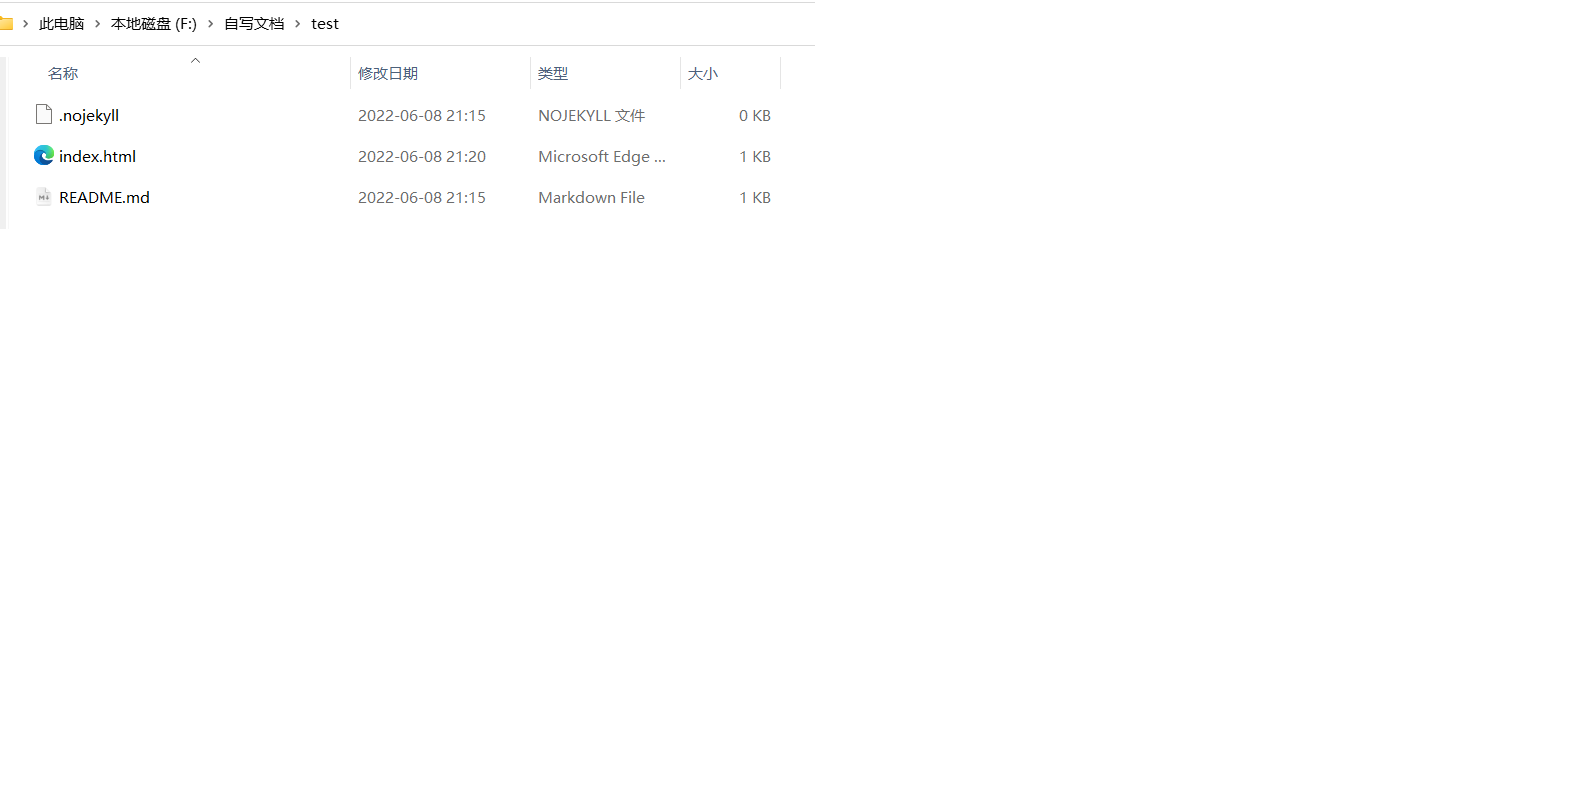 此电脑 › 本地磁盘 (F:) › 自写文档 › test
名称 修改日期 类型 大小
.nojekyll 2022-06-08 21:15 NOJEKYLL 文件 0 KB
index.html 2022-06-08 21:20 Microsoft Edge ... 1 KB
README.md 2022-06-08 21:15 Markdown File 1 KB